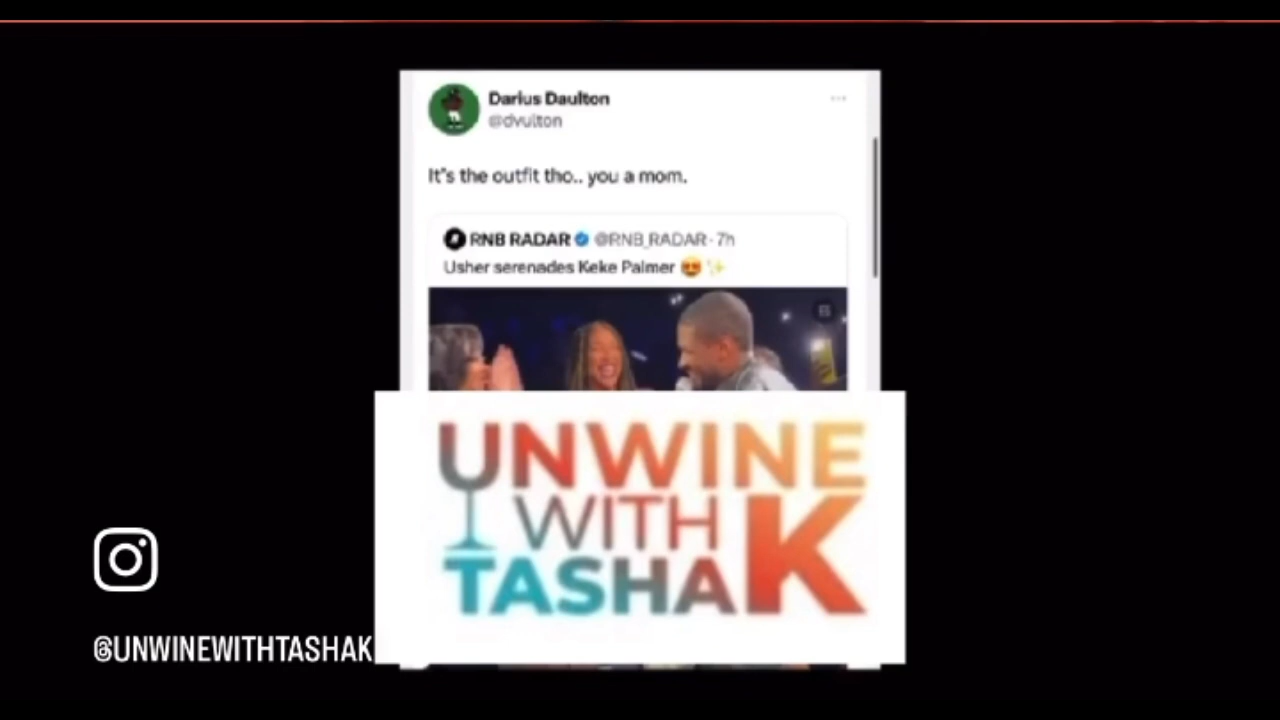 Darius Daulton
@dvulton
It's the outfit tho.. you a mom.
RNB RADAR @RNB_RADAR · 7h
Usher serenades Keke Palmer 😍✨
UNWINE
WITH
TASHA K
@UNWINEWITHTASHAK